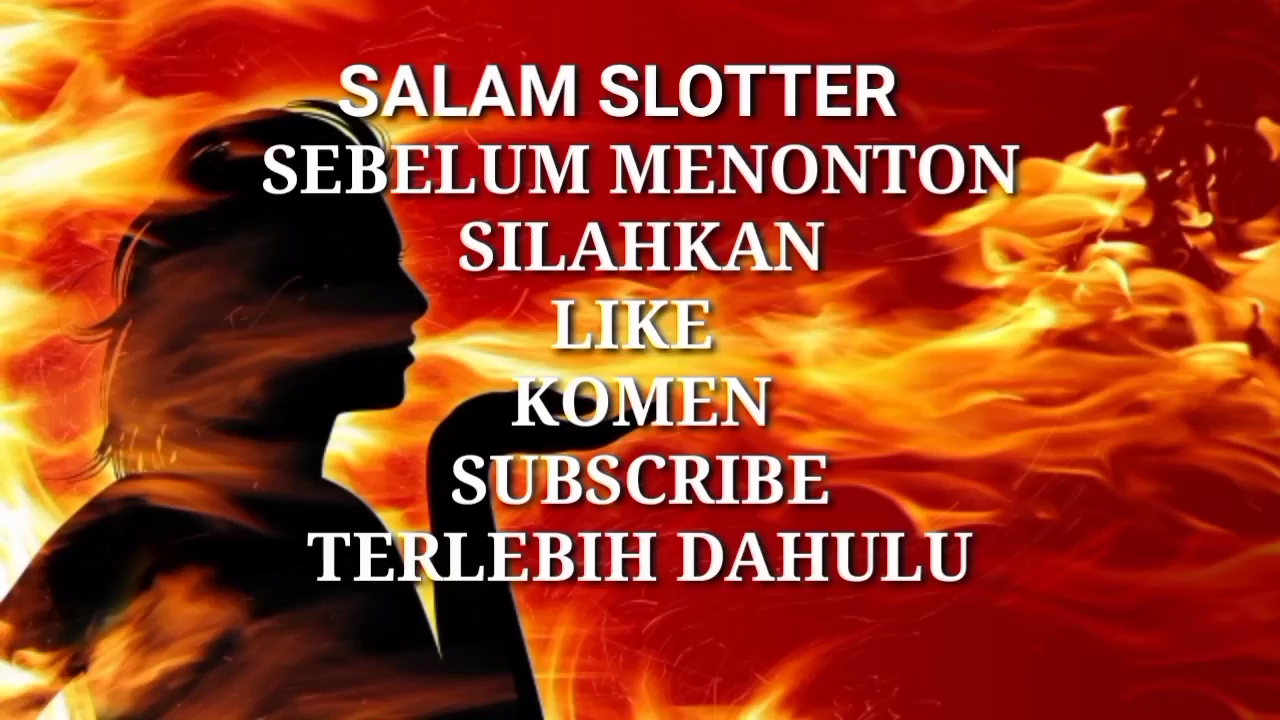 SALAM SLOTTER
SEBELUM MENONTON
SILAHKAN
LIKE
KOMEN
SUBSCRIBE
TERLEBIH DAHULU